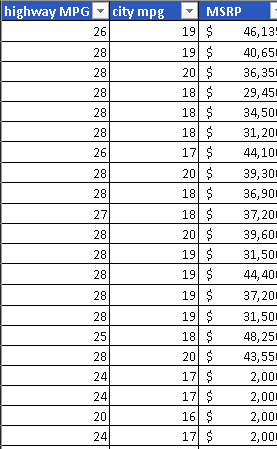 highway MPG city mpg MSRP
26 19 $ 46,135
28 19 $ 40,650
28 20 $ 36,350
28 18 $ 29,450
28 18 $ 34,500
28 18 $ 31,200
26 17 $ 44,100
28 20 $ 39,300
28 18 $ 36,900
27 18 $ 37,200
28 20 $ 39,600
28 19 $ 31,500
28 19 $ 44,400
28 19 $ 37,200
28 19 $ 31,500
25 18 $ 48,250
28 20 $ 43,550
24 17 $ 2,000
24 17 $ 2,000
20 16 $ 2,000
24 17 $ 2,000